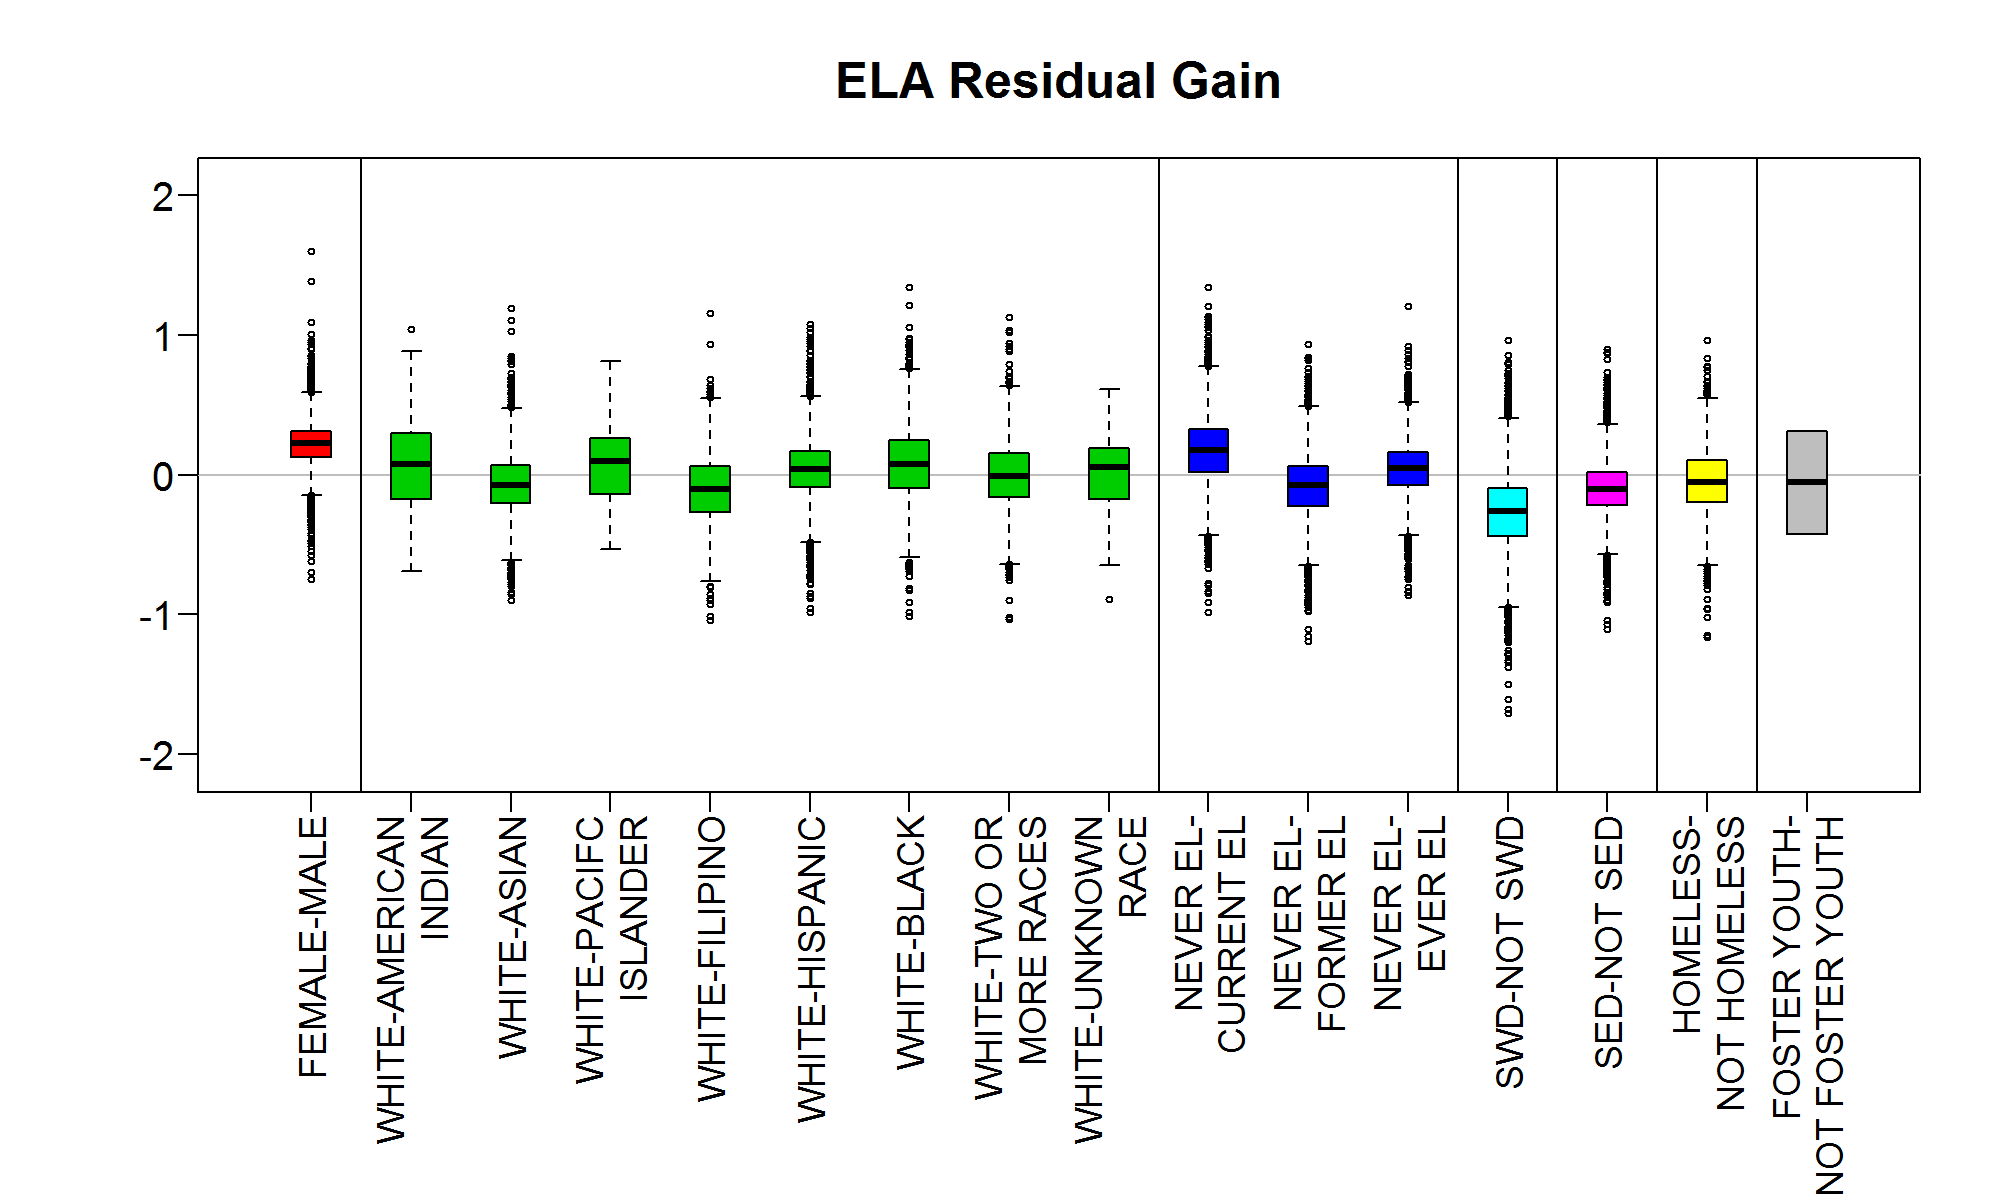 ELA Residual Gain
2
1
0
-1
-2
FEMALE-MALE
WHITE-AMERICAN
INDIAN
WHITE-ASIAN
WHITE-PACIFC
ISLANDER
WHITE-FILIPINO
WHITE-HISPANIC
WHITE-BLACK
WHITE-TWO OR
MORE RACES
WHITE-UNKNOWN
RACE
NEVER EL-
CURRENT EL
NEVER EL-
FORMER EL
NEVER EL-
EVER EL
SWD-NOT SWD
SED-NOT SED
HOMELESS-
NOT HOMELESS
FOSTER YOUTH-
NOT FOSTER YOUTH